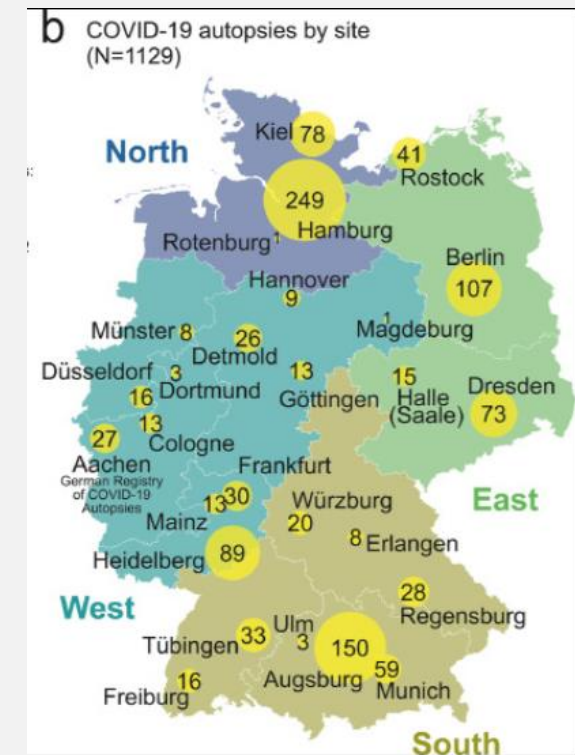 b COVID-19 autopsies by site
(N=1129)
Kiel 78
North
41
Rostock
249
Hamburg
Rotenburg 1
Berlin
107
Hannover
9
1
Magdeburg
Münster 8
26
Detmold
Düsseldorf 3
Dortmund
16
13
Göttingen
15
Halle
(Saale)
Dresden
73
13
Cologne
27
Aachen
German Registry
of COVID-19
Autopsies
Frankfurt
13 30
Mainz
Würzburg
20
East
8 Erlangen
Heidelberg 89
28
Regensburg
West
Ulm
3
Tübingen 33
150
Augsburg
59
Munich
16
Freiburg
South